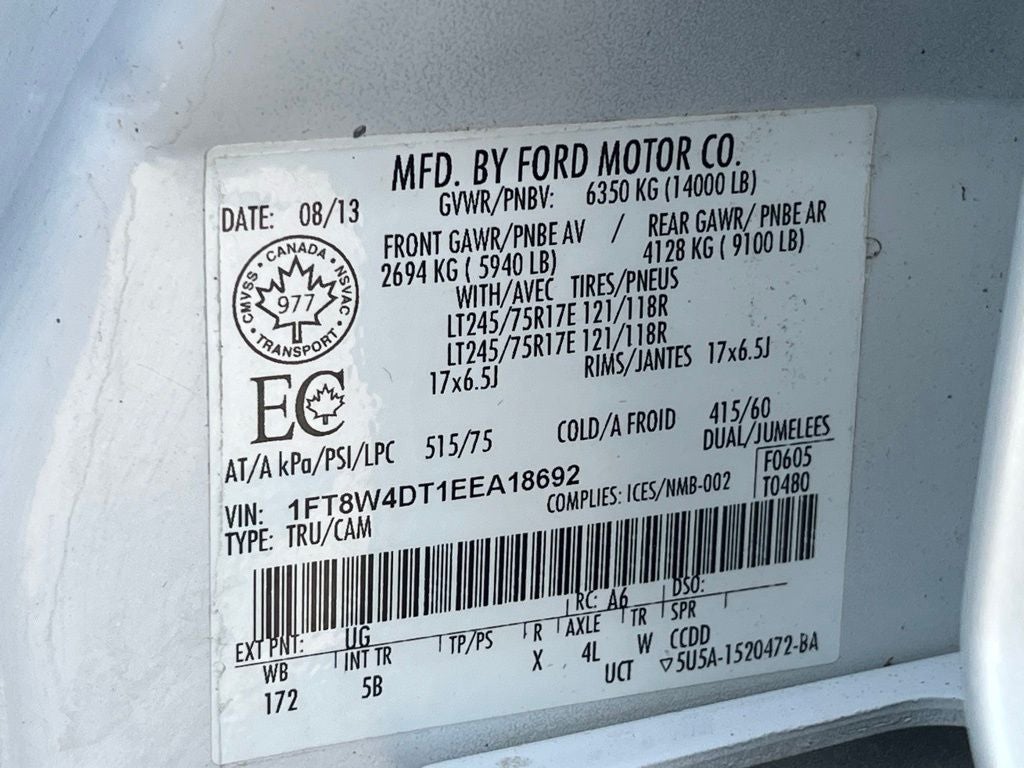 MFD. BY FORD MOTOR CO.
DATE: 08/13
GVWR/PNBV: 6350 KG (14000 LB)
FRONT GAWR/PNBE AV / REAR GAWR/ PNBE AR
2694 KG ( 5940 LB) 4128 KG ( 9100 LB)
WITH/AVEC TIRES/PNEUS
LT245/75R17E 121/118R
LT245/75R17E 121/118R
17x6.5J RIMS/JANTES 17x6.5J
CMVSS · CANADA · NSVAC · TRANSPORT ·
977
EC
AT/A kPa/PSI/LPC 515/75 COLD/A FROID 415/60
DUAL/JUMELEES
VIN: 1FT8W4DT1EEA18692
F0605
TYPE: TRU/CAM COMPLIES: ICES/NMB-002 T0480
RC: A6 DSO:
EXT PNT: UG
WB INT TR TP/PS R AXLE TR SPR
172 5B X 4L W CCDD
UCT ▽5U5A-1520472-BA